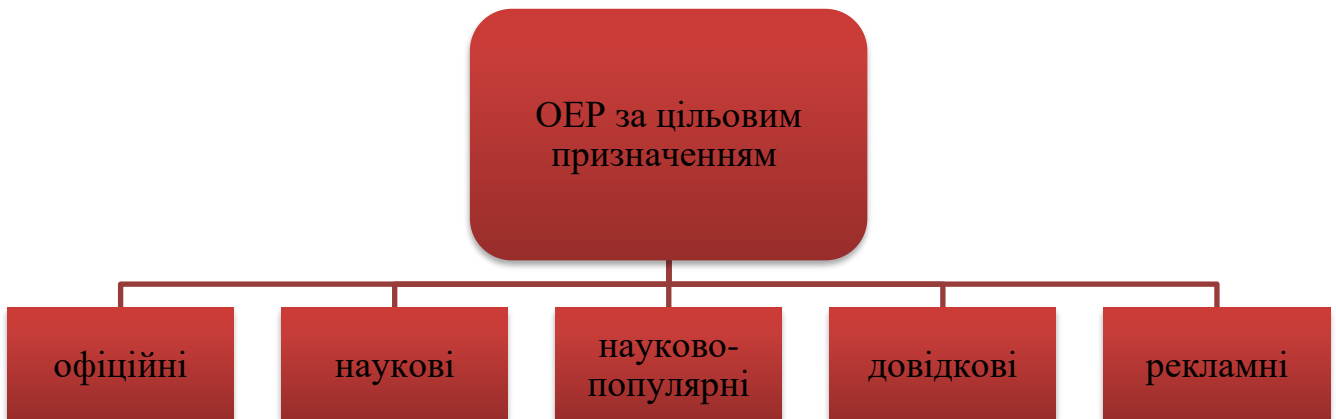 ОЕР за цільовим
призначенням
офіційні
наукові
науково-
популярні
довідкові
рекламні